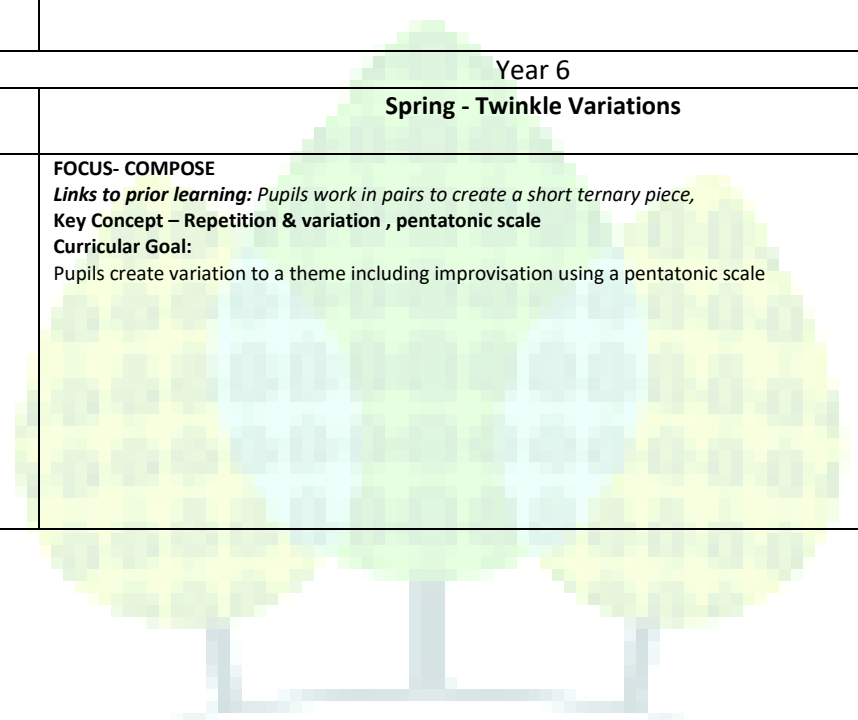 Year 6
Spring - Twinkle Variations
FOCUS- COMPOSE
Links to prior learning: Pupils work in pairs to create a short ternary piece,
Key Concept – Repetition & variation , pentatonic scale
Curricular Goal:
Pupils create variation to a theme including improvisation using a pentatonic scale